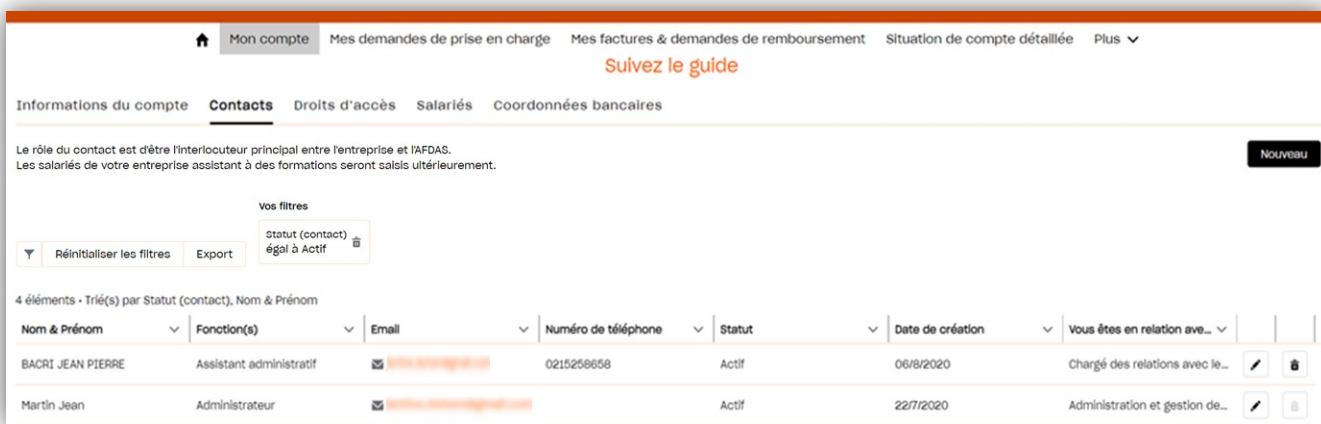 Mon compte Mes demandes de prise en charge Mes factures & demandes de remboursement Situation de compte détaillée Plus
Suivez le guide
Informations du compte Contacts Droits d'accès Salariés Coordonnées bancaires
Le rôle du contact est d'être l'interlocuteur principal entre l'entreprise et l'AFDAS.
Les salariés de votre entreprise assistant à des formations seront saisis ultérieurement.
Nouveau
Vos filtres
Statut (contact)
égal à Actif
Réinitialiser les filtres Export
4 éléments • Trié(s) par Statut (contact), Nom & Prénom
Nom & Prénom Fonction(s) Email Numéro de téléphone Statut Date de création Vous êtes en relation ave...
BACRI JEAN PIERRE Assistant administratif 0215258658 Actif 06/8/2020 Chargé des relations avec le...
Martin Jean Administrateur Actif 22/7/2020 Administration et gestion de...